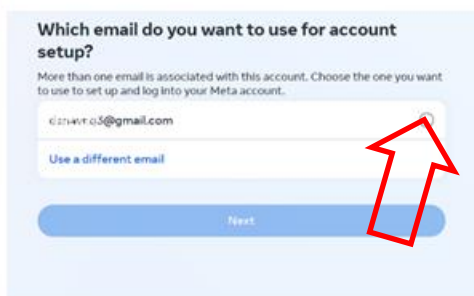 Which email do you want to use for account
setup?
More than one email is associated with this account. Choose the one you want
to use to set up and log into your Meta account.
@gmail.com
Use a different email
Next